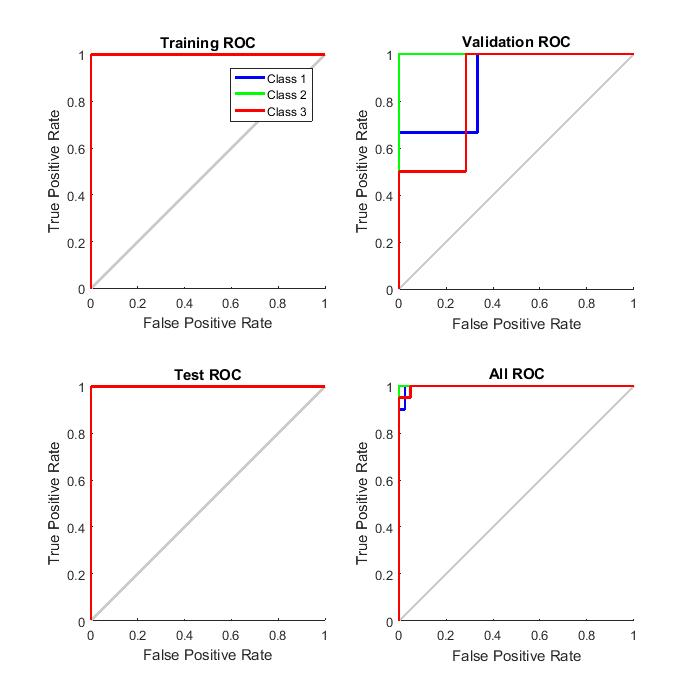 Training ROC
1
0.8
0.6
0.4
0.2
0
True Positive Rate
Class 1
Class 2
Class 3
0 0.2 0.4 0.6 0.8 1
False Positive Rate
Validation ROC
1
0.8
0.6
0.4
0.2
0
True Positive Rate
0 0.2 0.4 0.6 0.8 1
False Positive Rate
Test ROC
1
0.8
0.6
0.4
0.2
0
True Positive Rate
0 0.2 0.4 0.6 0.8 1
False Positive Rate
All ROC
1
0.8
0.6
0.4
0.2
0
True Positive Rate
0 0.2 0.4 0.6 0.8 1
False Positive Rate